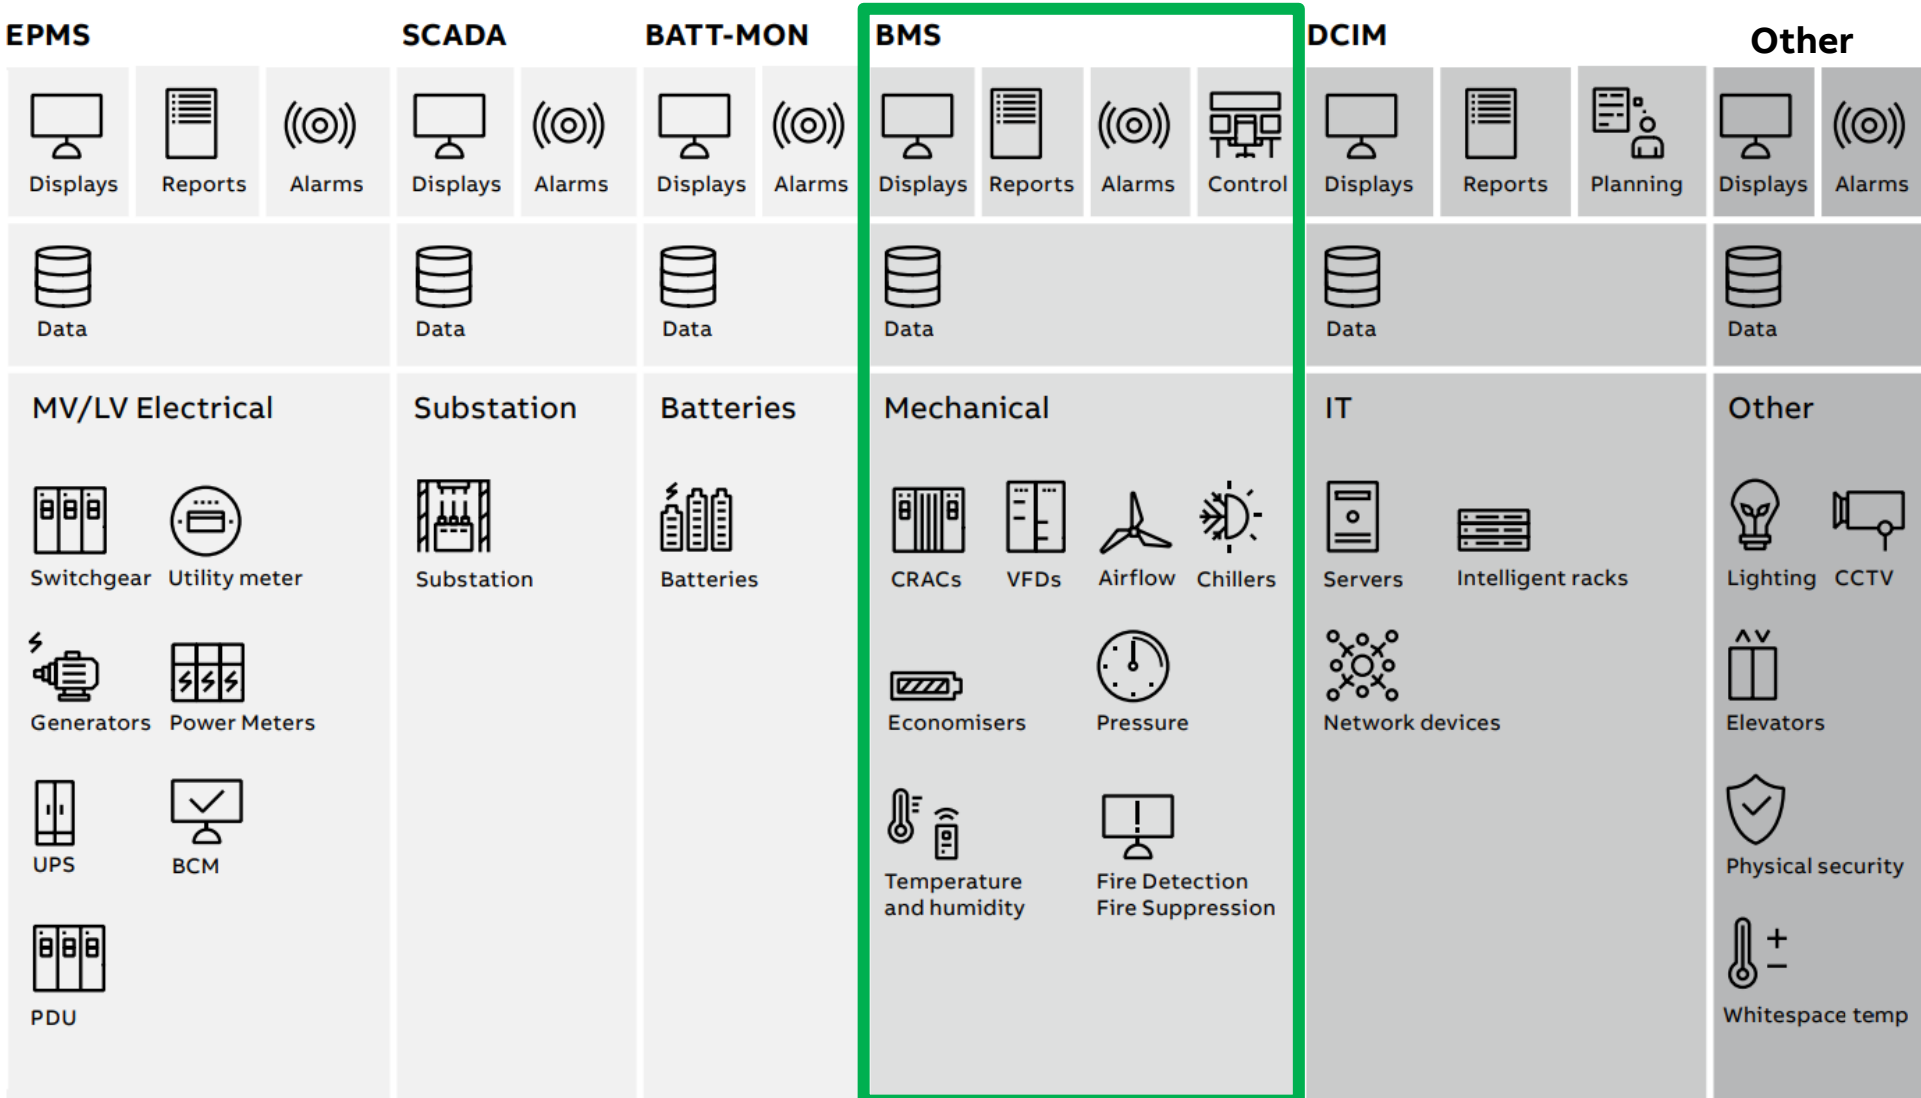 EPMS
SCADA
BATT-MON
BMS
DCIM
Other
Displays
Reports
Alarms
Displays
Alarms
Displays
Alarms
Displays
Reports
Alarms
Control
Displays
Reports
Planning
Displays
Alarms
Data
Data
Data
Data
Data
Data
MV/LV Electrical
Substation
Batteries
Mechanical
IT
Other
Switchgear
Utility meter
Substation
Batteries
CRACs
VFDs
Airflow
Chillers
Servers
Intelligent racks
Lighting
CCTV
Generators
Power Meters
Economisers
Pressure
Network devices
Elevators
UPS
BCM
Temperature
and humidity
Fire Detection
Fire Suppression
Physical security
PDU
Whitespace temp